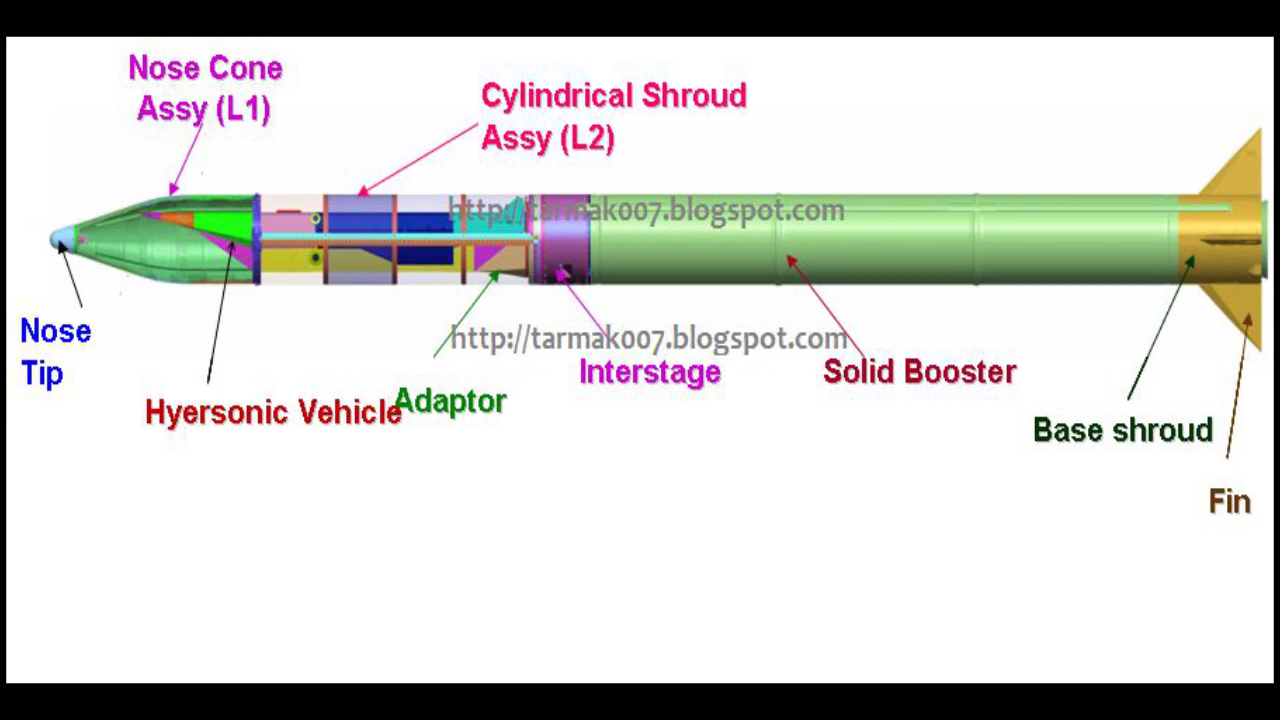 Nose Cone
Assy (L1)
Cylindrical Shroud
Assy (L2)
http://tarmak007.blogspot.com
http://tarmak007.blogspot.com
Nose
Tip
Hyersonic Vehicle
Adaptor
Interstage
Solid Booster
Base shroud
Fin